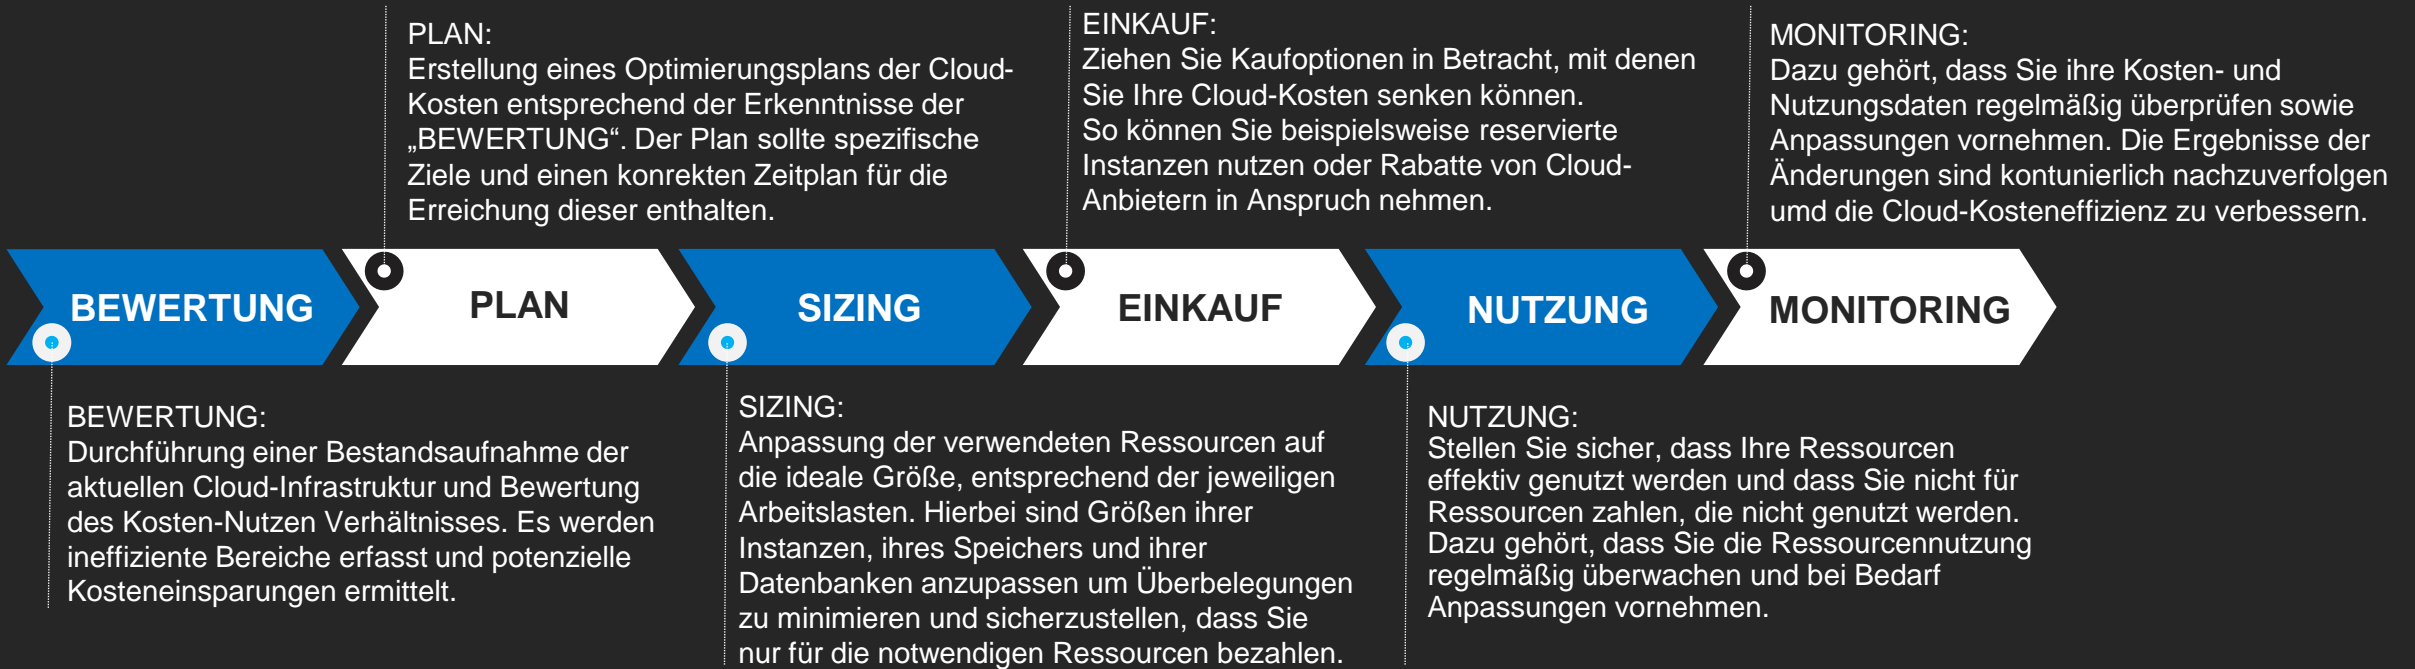 PLAN:
Erstellung eines Optimierungsplans der Cloud-
Kosten entsprechend der Erkenntnisse der
„BEWERTUNG“. Der Plan sollte spezifische
Ziele und einen konrekten Zeitplan für die
Erreichung dieser enthalten.
EINKAUF:
Ziehen Sie Kaufoptionen in Betracht, mit denen
Sie Ihre Cloud-Kosten senken können.
So können Sie beispielsweise reservierte
Instanzen nutzen oder Rabatte von Cloud-
Anbietern in Anspruch nehmen.
MONITORING:
Dazu gehört, dass Sie ihre Kosten- und
Nutzungsdaten regelmäßig überprüfen sowie
Anpassungen vornehmen. Die Ergebnisse der
Änderungen sind kontunierlich nachzuverfolgen
umd die Cloud-Kosteneffizienz zu verbessern.
BEWERTUNG
PLAN
SIZING
EINKAUF
NUTZUNG
MONITORING
BEWERTUNG:
Durchführung einer Bestandsaufnahme der
aktuellen Cloud-Infrastruktur und Bewertung
des Kosten-Nutzen Verhältnisses. Es werden
ineffiziente Bereiche erfasst und potenzielle
Kosteneinsparungen ermittelt.
SIZING:
Anpassung der verwendeten Ressourcen auf
die ideale Größe, entsprechend der jeweiligen
Arbeitslasten. Hierbei sind Größen ihrer
Instanzen, ihres Speichers und ihrer
Datenbanken anzupassen um Überbelegungen
zu minimieren und sicherzustellen, dass Sie
nur für die notwendigen Ressourcen bezahlen.
NUTZUNG:
Stellen Sie sicher, dass Ihre Ressourcen
effektiv genutzt werden und dass Sie nicht für
Ressourcen zahlen, die nicht genutzt werden.
Dazu gehört, dass Sie die Ressourcennutzung
regelmäßig überwachen und bei Bedarf
Anpassungen vornehmen.